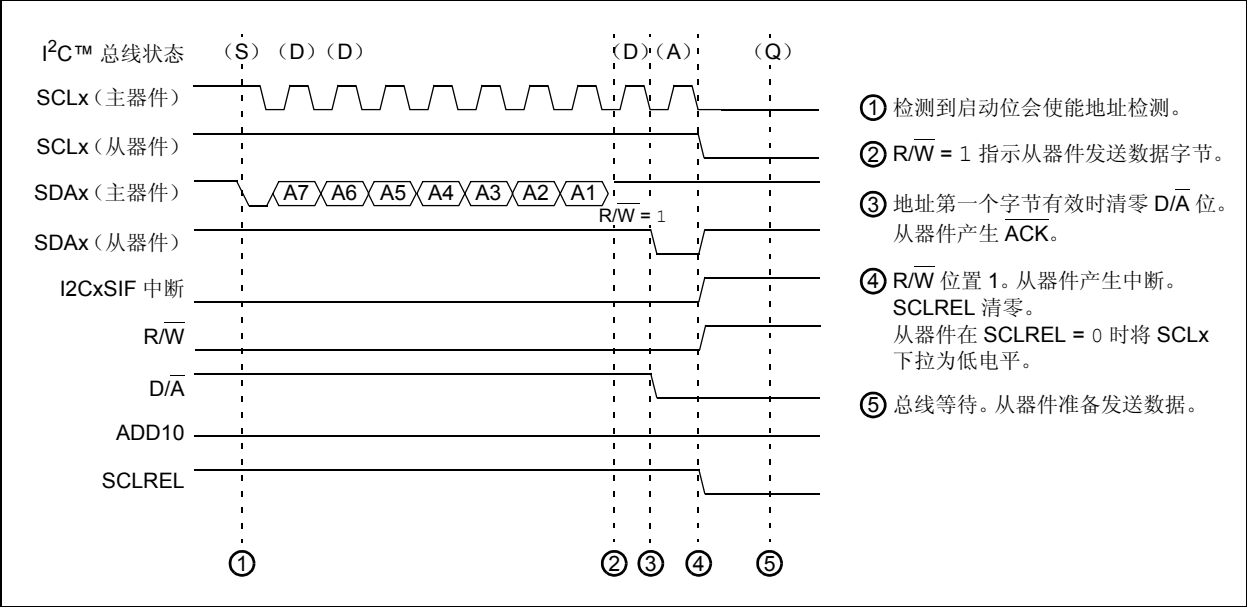 I²C™ 总线状态 （S）（D）（D） （D）（A） （Q）
SCLx（主器件）
SCLx（从器件）
SDAx（主器件） A7 A6 A5 A4 A3 A2 A1
R/W̅ = 1
SDAx（从器件）
I2CxSIF 中断
R/W̅
D/A̅
ADD10
SCLREL
① ② ③ ④ ⑤
① 检测到启动位会使能地址检测。
② R/W̅ = 1 指示从器件发送数据字节。
③ 地址第一个字节有效时清零 D/A̅ 位。
从器件产生 A̅C̅K̅。
④ R/W̅ 位置 1。从器件产生中断。
SCLREL 清零。
从器件在 SCLREL = 0 时将 SCLx
下拉为低电平。
⑤ 总线等待。从器件准备发送数据。